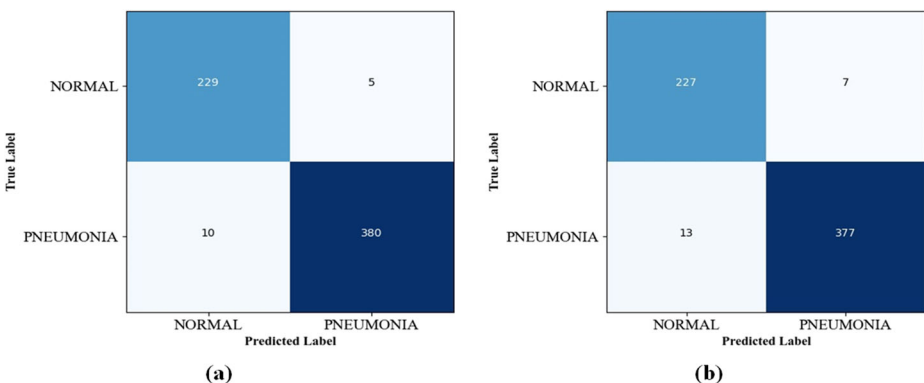 NORMAL
229
5
True Label
PNEUMONIA
10
380
NORMAL
PNEUMONIA
Predicted Label
(a)
NORMAL
227
7
True Label
PNEUMONIA
13
377
NORMAL
PNEUMONIA
Predicted Label
(b)